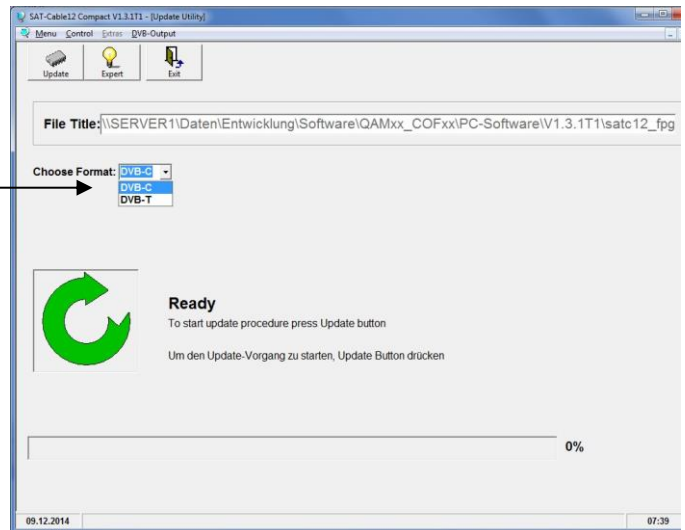 SAT-Cable12 Compact V1.3.1T1 - [Update Utility]
Menu Control Extras DVB-Output
Update Expert Exit
File Title: \\SERVER1\Daten\Entwicklung\Software\QAMxx_COFxx\PC-Software\V1.3.1T1\satc12_fpg
Choose Format: DVB-C
DVB-C
DVB-T
Ready
To start update procedure press Update button
Um den Update-Vorgang zu starten, Update Button drücken
0%
09.12.2014 07:39